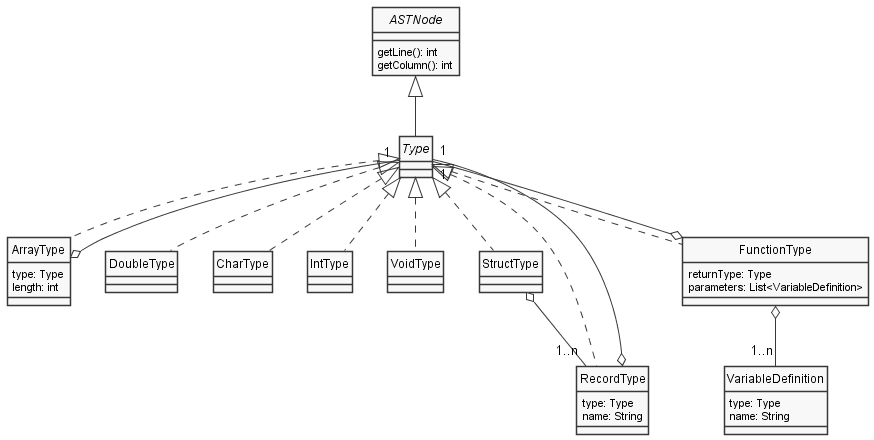 ASTNode
getLine(): int
getColumn(): int
Type
1
1
1
ArrayType
type: Type
length: int
DoubleType
CharType
IntType
VoidType
StructType
FunctionType
returnType: Type
parameters: List<VariableDefinition>
1..n
1..n
RecordType
type: Type
name: String
VariableDefinition
type: Type
name: String